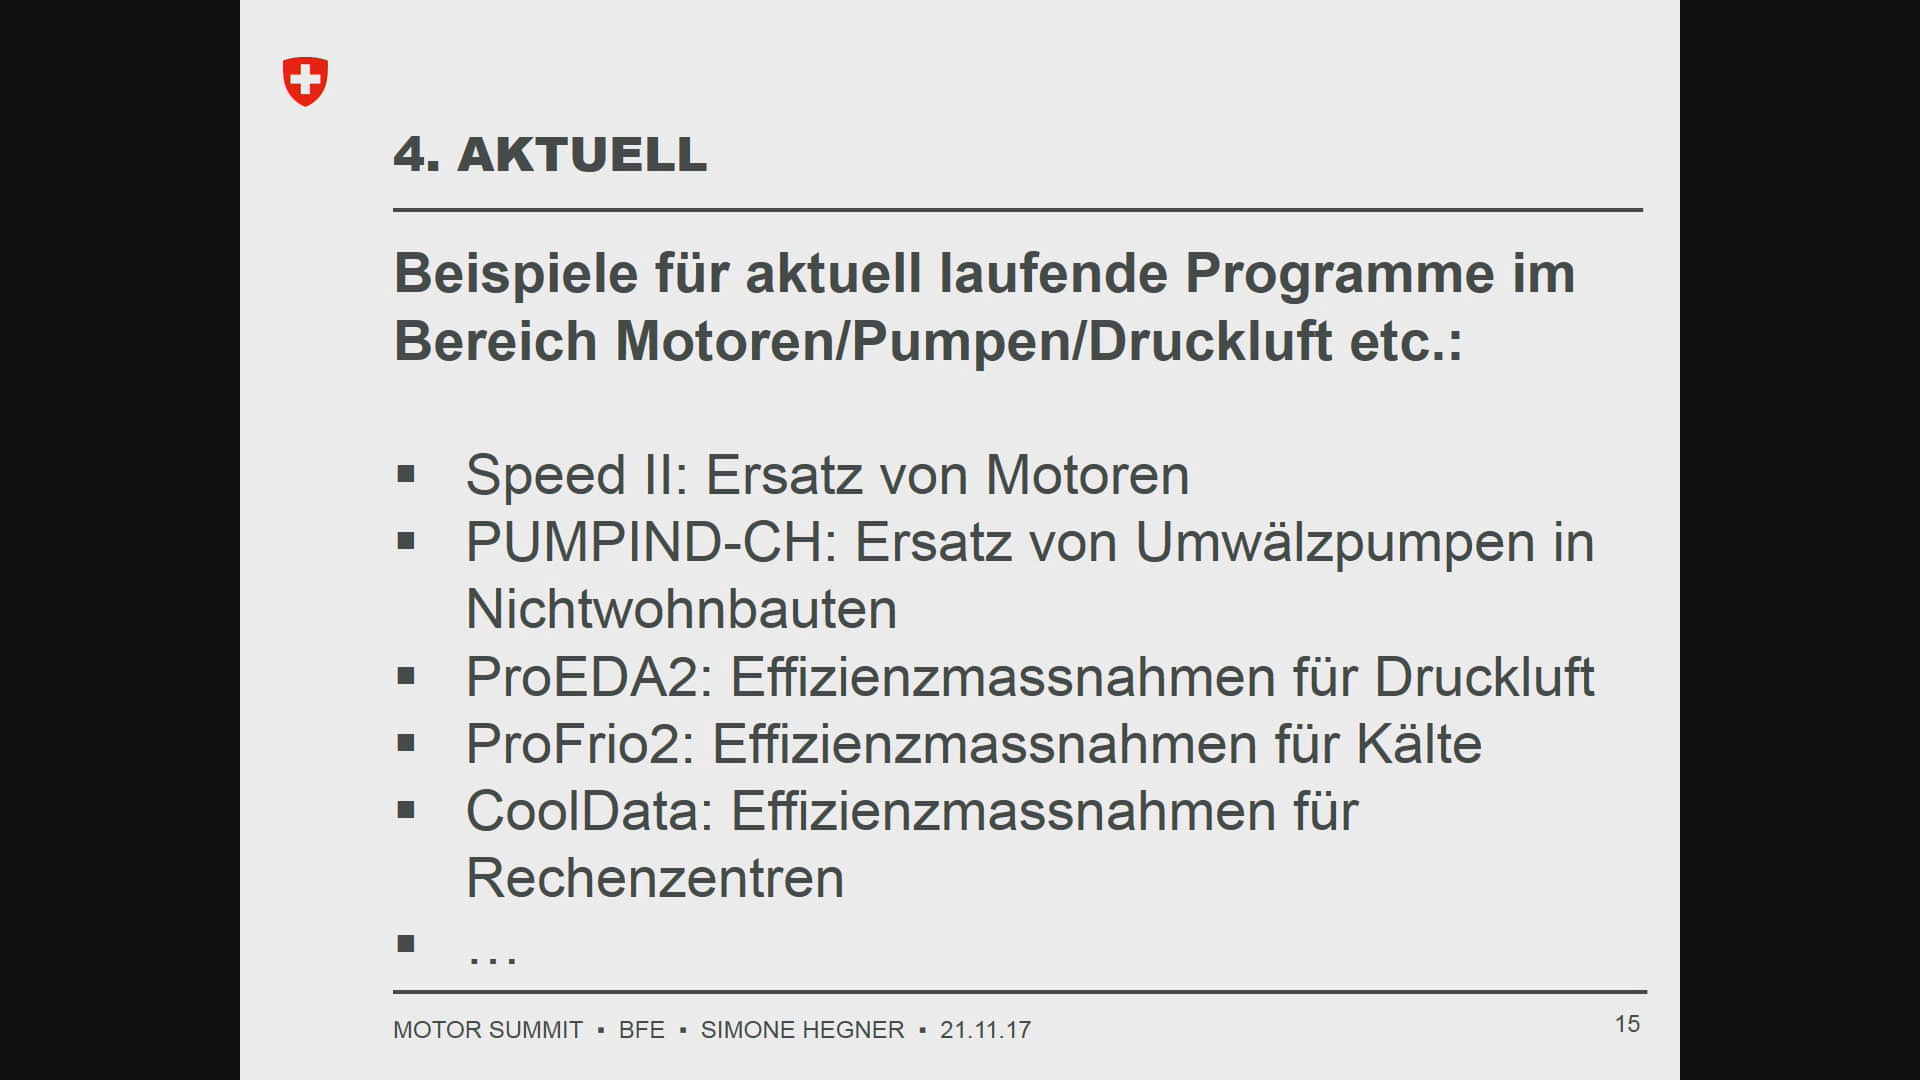 4. AKTUELL
Beispiele für aktuell laufende Programme im
Bereich Motoren/Pumpen/Druckluft etc.:
▪ Speed II: Ersatz von Motoren
▪ PUMPIND-CH: Ersatz von Umwälzpumpen in
Nichtwohnbauten
▪ ProEDA2: Effizienzmassnahmen für Druckluft
▪ ProFrio2: Effizienzmassnahmen für Kälte
▪ CoolData: Effizienzmassnahmen für
Rechenzentren
▪ …
MOTOR SUMMIT ▪ BFE ▪ SIMONE HEGNER ▪ 21.11.17
15